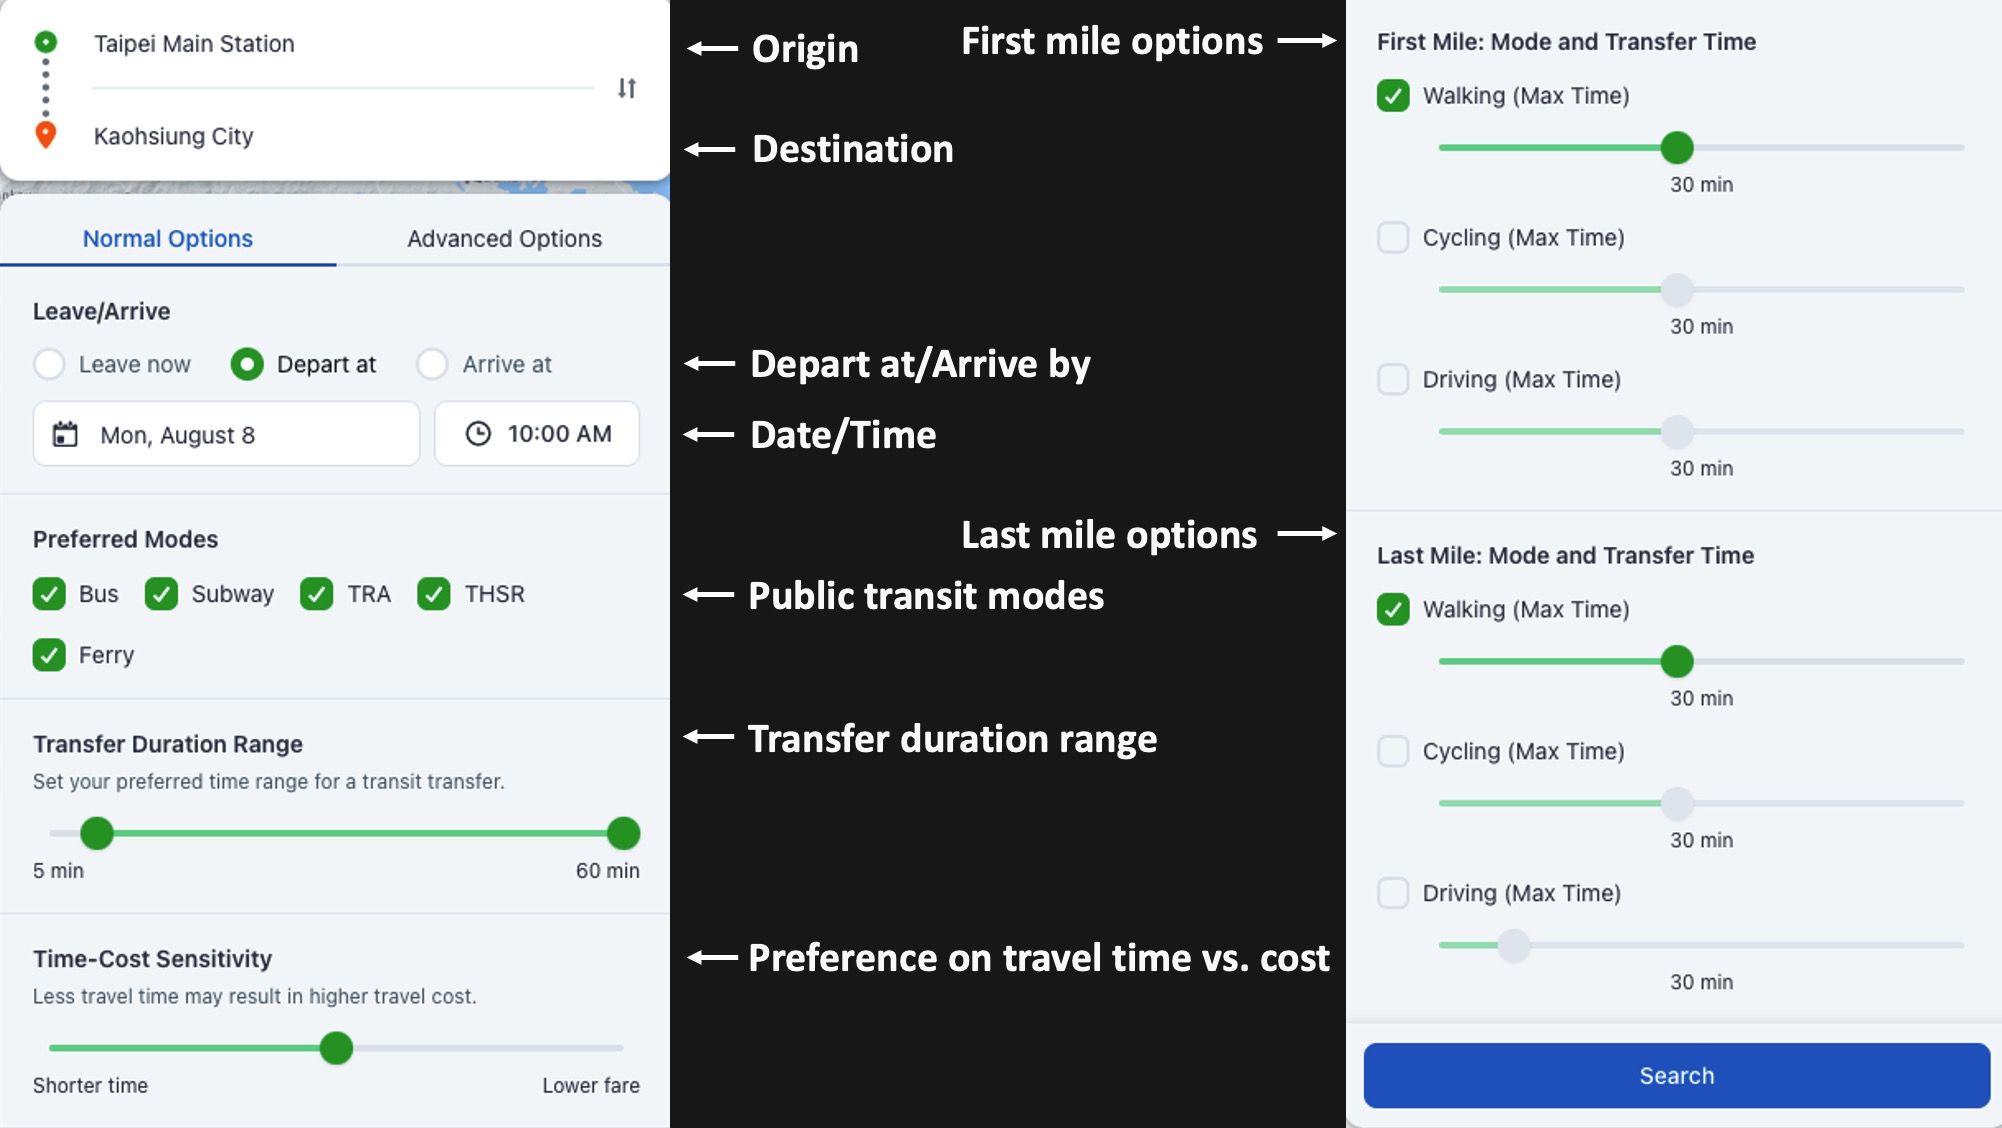 Taipei Main Station
Kaohsiung City
Normal Options
Advanced Options
Leave/Arrive
Leave now
Depart at
Arrive at
Mon, August 8
10:00 AM
Preferred Modes
Bus
Subway
TRA
THSR
Ferry
Transfer Duration Range
Set your preferred time range for a transit transfer.
5 min
60 min
Time-Cost Sensitivity
Less travel time may result in higher travel cost.
Shorter time
Lower fare
Origin
Destination
Depart at/Arrive by
Date/Time
Public transit modes
Transfer duration range
Preference on travel time vs. cost
First mile options
Last mile options
First Mile: Mode and Transfer Time
Walking (Max Time)
30 min
Cycling (Max Time)
30 min
Driving (Max Time)
30 min
Last Mile: Mode and Transfer Time
Walking (Max Time)
30 min
Cycling (Max Time)
30 min
Driving (Max Time)
30 min
Search